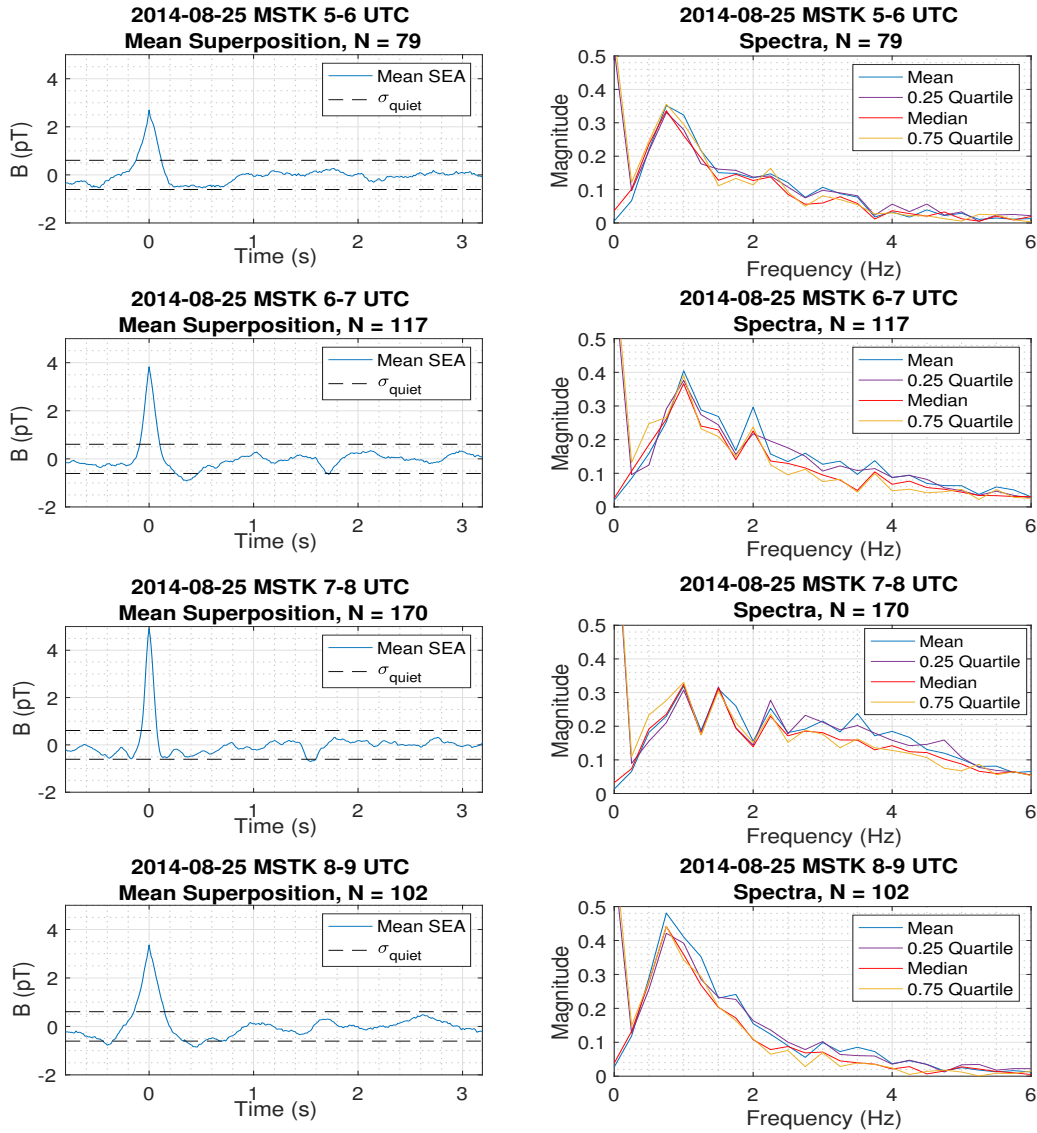 2014-08-25 MSTK 5-6 UTC
Mean Superposition, N = 79
B (pT)
4
2
0
-2
Mean SEA
σquiet
0
1
2
3
Time (s)
2014-08-25 MSTK 5-6 UTC
Spectra, N = 79
Magnitude
0.5
0.4
0.3
0.2
0.1
0
Mean
0.25 Quartile
Median
0.75 Quartile
0
2
4
6
Frequency (Hz)
2014-08-25 MSTK 6-7 UTC
Mean Superposition, N = 117
B (pT)
4
2
0
-2
Mean SEA
σquiet
0
1
2
3
Time (s)
2014-08-25 MSTK 6-7 UTC
Spectra, N = 117
Magnitude
0.5
0.4
0.3
0.2
0.1
0
Mean
0.25 Quartile
Median
0.75 Quartile
0
2
4
6
Frequency (Hz)
2014-08-25 MSTK 7-8 UTC
Mean Superposition, N = 170
B (pT)
4
2
0
-2
Mean SEA
σquiet
0
1
2
3
Time (s)
2014-08-25 MSTK 7-8 UTC
Spectra, N = 170
Magnitude
0.5
0.4
0.3
0.2
0.1
0
Mean
0.25 Quartile
Median
0.75 Quartile
0
2
4
6
Frequency (Hz)
2014-08-25 MSTK 8-9 UTC
Mean Superposition, N = 102
B (pT)
4
2
0
-2
Mean SEA
σquiet
0
1
2
3
Time (s)
2014-08-25 MSTK 8-9 UTC
Spectra, N = 102
Magnitude
0.5
0.4
0.3
0.2
0.1
0
Mean
0.25 Quartile
Median
0.75 Quartile
0
2
4
6
Frequency (Hz)